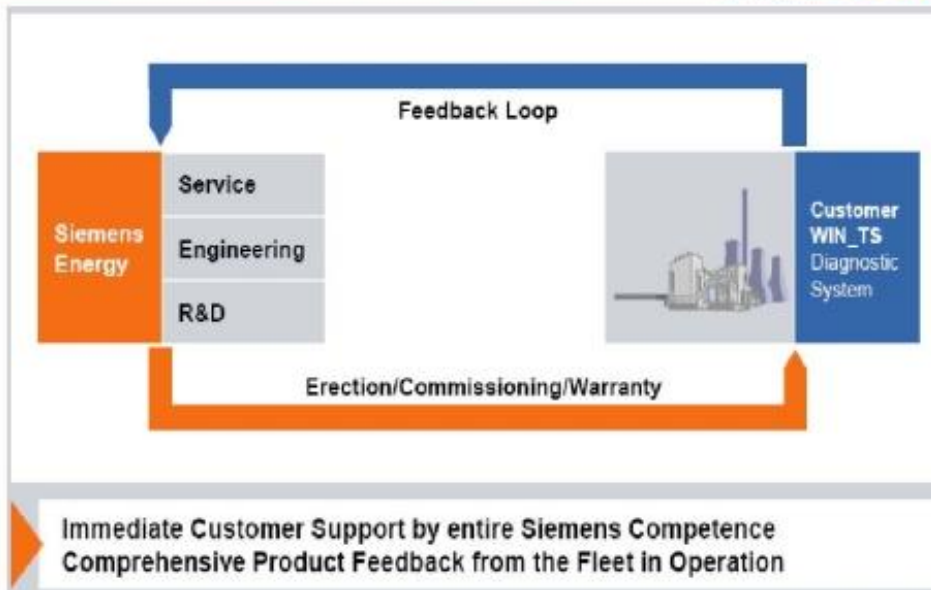 Feedback Loop
Siemens
Energy
Service
Engineering
R&D
Customer
WIN_TS
Diagnostic
System
Erection/Commissioning/Warranty
Immediate Customer Support by entire Siemens Competence
Comprehensive Product Feedback from the Fleet in Operation